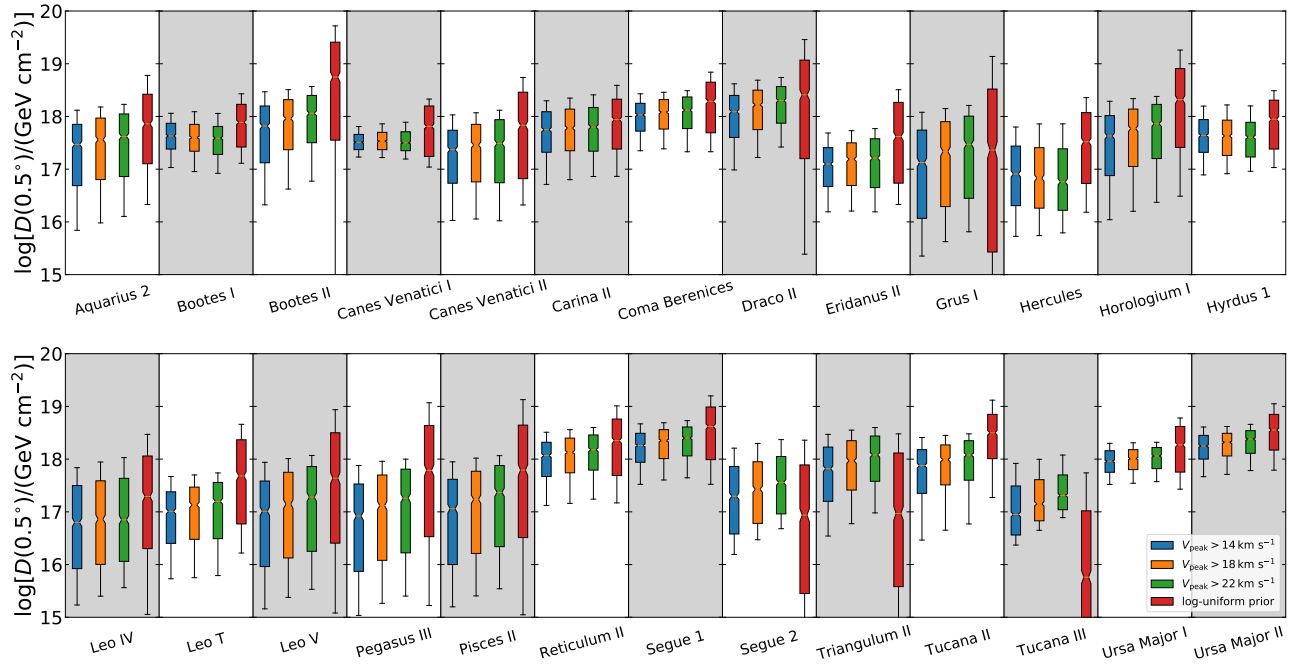 log[D(0.5°)/(GeV cm⁻²)]
20
19
18
17
16
15
Aquarius 2
Bootes I
Bootes II
Canes Venatici I
Canes Venatici II
Carina II
Coma Berenices
Draco II
Eridanus II
Grus I
Hercules
Horologium I
Hyrdus 1
log[D(0.5°)/(GeV cm⁻²)]
20
19
18
17
16
15
V_peak > 14 km s⁻¹
V_peak > 18 km s⁻¹
V_peak > 22 km s⁻¹
log-uniform prior
Leo IV
Leo T
Leo V
Pegasus III
Pisces II
Reticulum II
Segue 1
Segue 2
Triangulum II
Tucana II
Tucana III
Ursa Major I
Ursa Major II